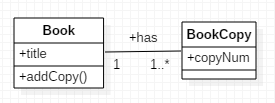 Book
+title
+addCopy()
+has
1
1..*
BookCopy
+copyNum